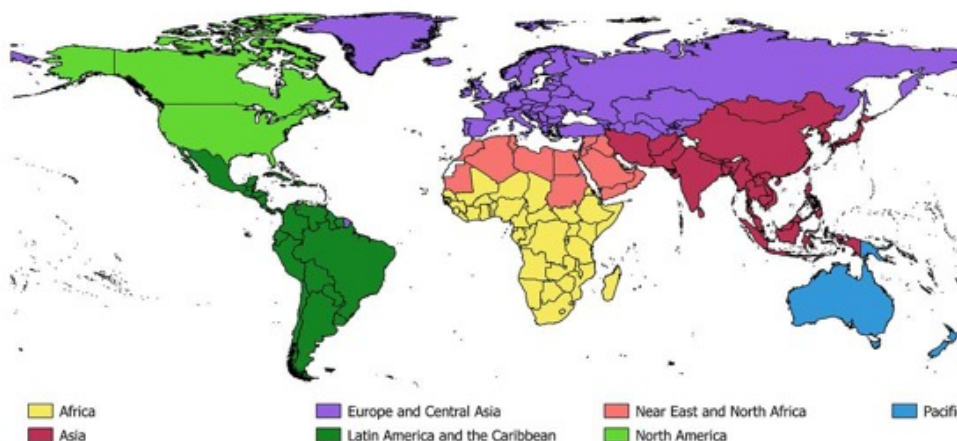 Africa
Europe and Central Asia
Near East and North Africa
Pacifi
Asia
Latin America and the Caribbean
North America